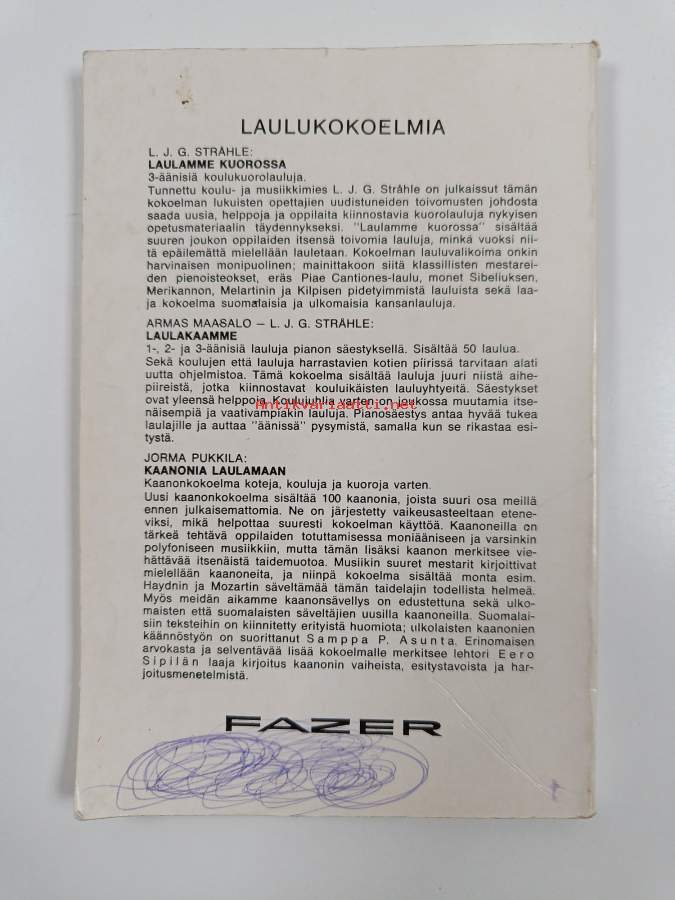 LAULUKOKOELMIA
L. J. G. STRÅHLE:
LAULAMME KUOROSSA
3-äänisiä koulukuorolauluja.
Tunnettu koulu- ja musiikkimies L. J. G. Stråhle on julkaissut tämän
kokoelman lukuisten opettajien uudistuneiden toivomusten johdosta
saada uusia, helppoja ja oppilaita kiinnostavia kuorolauluja nykyisen
opetusmateriaalin täydennykseksi. "Laulamme kuorossa" sisältää
suuren joukon oppilaiden itsensä toivomia lauluja, minkä vuoksi nii-
tä epäilemättä mielellään lauletaan. Kokoelman lauluvalikoima onkin
harvinaisen monipuolinen; mainittakoon siitä klassillisten mestarei-
den pienoisteokset, eräs Piae Cantiones-laulu, monet Sibeliuksen,
Merikannon, Melartinin ja Kilpisen pidetyimmistä lauluista sekä laa-
ja kokoelma suomalaisia ja ulkomaisia kansanlauluja.
ARMAS MAASALO – L. J. G. STRÅHLE:
LAULAKAAMME
1-, 2- ja 3-äänisiä lauluja pianon säestyksellä. Sisältää 50 laulua.
Sekä koulujen että laulua harrastavien kotien piirissä tarvitaan alati
uutta ohjelmistoa. Tämä kokoelma sisältää lauluja juuri niistä aihe-
piireistä, jotka kiinnostavat kouluikäisten lauluyhtyeitä. Säestykset
ovat yleensä helppoja. Koulujuhlia varten on joukossa muutamia itse-
Antikvariaatti.net
näisempiä ja vaativampiakin lauluja. Pianosäestys antaa hyvää tukea
laulajille ja auttaa "äänissä" pysymistä, samalla kun se rikastaa esi-
tystä.
JORMA PUKKILA:
KAANONIA LAULAMAAN
Kaanonkokoelma koteja, kouluja ja kuoroja varten.
Uusi kaanonkokoelma sisältää 100 kaanonia, joista suuri osa meillä
ennen julkaisemattomia. Ne on järjestetty vaikeusasteeltaan etene-
viksi, mikä helpottaa suuresti kokoelman käyttöä. Kaanoneilla on
tärkeä tehtävä oppilaiden totuttamisessa moniääniseen ja varsinkin
polyfoniseen musiikkiin, mutta tämän lisäksi kaanon merkitsee vie-
hättävää itsenäistä taidemuotoa. Musiikin suuret mestarit kirjoittivat
mielellään kaanoneita, ja niinpä kokoelma sisältää monta esim.
Haydnin ja Mozartin säveltämää tämän taidelajin todellista helmeä.
Myös meidän aikamme kaanonsävellys on edustettuna sekä ulko-
maisten että suomalaisten säveltäjien uusilla kaanoneilla. Suomalai-
siin teksteihin on kiinnitetty erityistä huomiota; ulkolaisten kaanonien
käännöstyön on suorittanut Samppa P. Asunta. Erinomaisen
arvokasta ja selventävää lisää kokoelmalle merkitsee lehtori Eero
Sipilän laaja kirjoitus kaanonin vaiheista, esitystavoista ja har-
joitusmenetelmistä.
FAZER